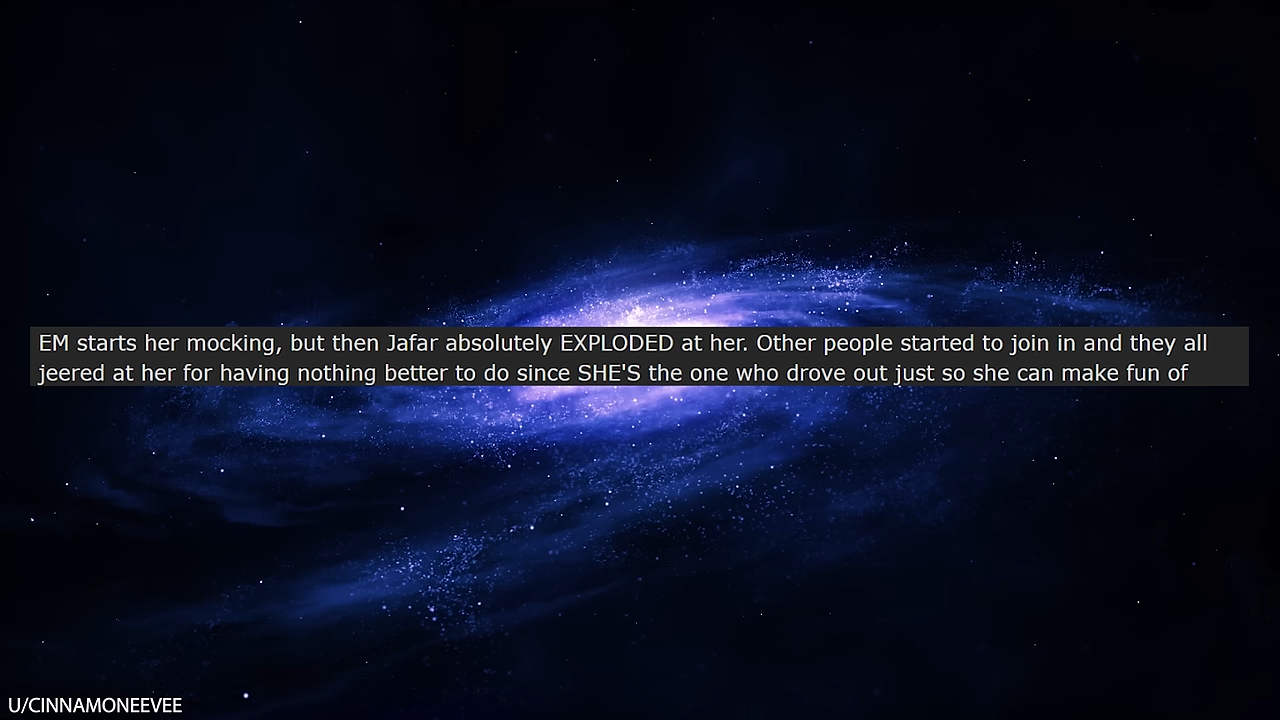 EM starts her mocking, but then Jafar absolutely EXPLODED at her. Other people started to join in and they all
jeered at her for having nothing better to do since SHE'S the one who drove out just so she can make fun of
U/CINNAMONEEVEE